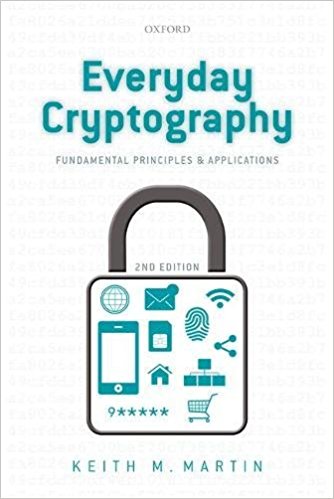 OXFORD
Everyday
Cryptography
FUNDAMENTAL PRINCIPLES & APPLICATIONS
2ND EDITION
9*****
KEITH M. MARTIN